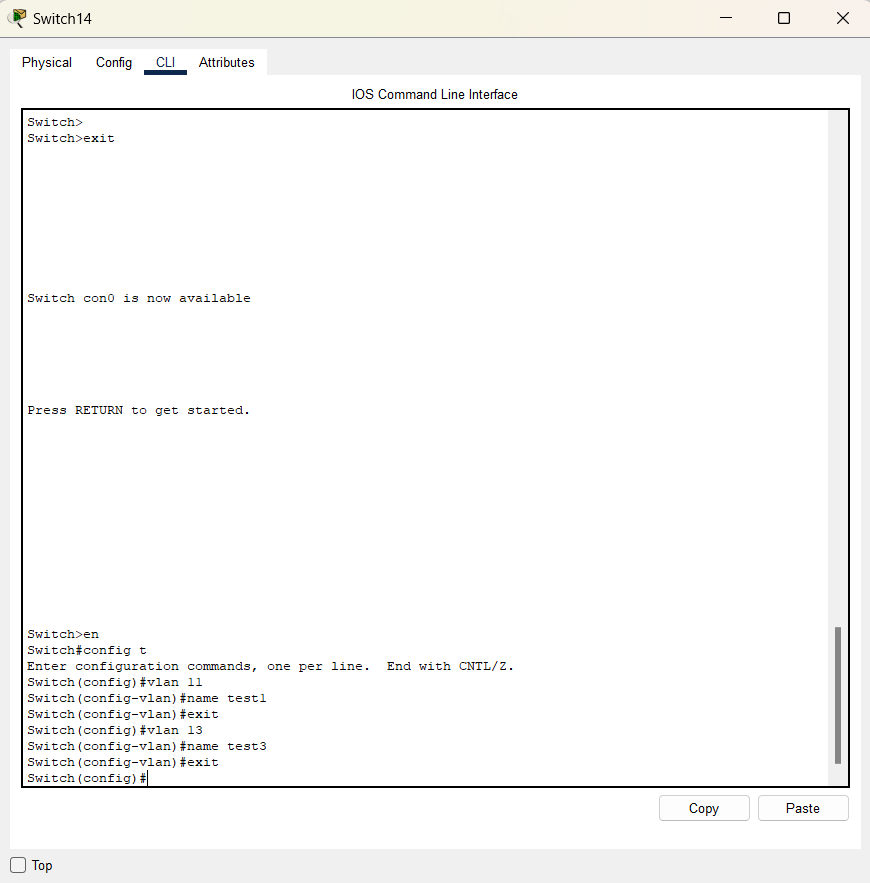 Switch14
Physical Config CLI Attributes
IOS Command Line Interface
Switch>
Switch>exit
Switch con0 is now available
Press RETURN to get started.
Switch>en
Switch#config t
Enter configuration commands, one per line.  End with CNTL/Z.
Switch(config)#vlan 11
Switch(config-vlan)#name test1
Switch(config-vlan)#exit
Switch(config)#vlan 13
Switch(config-vlan)#name test3
Switch(config-vlan)#exit
Switch(config)#
Copy Paste
Top